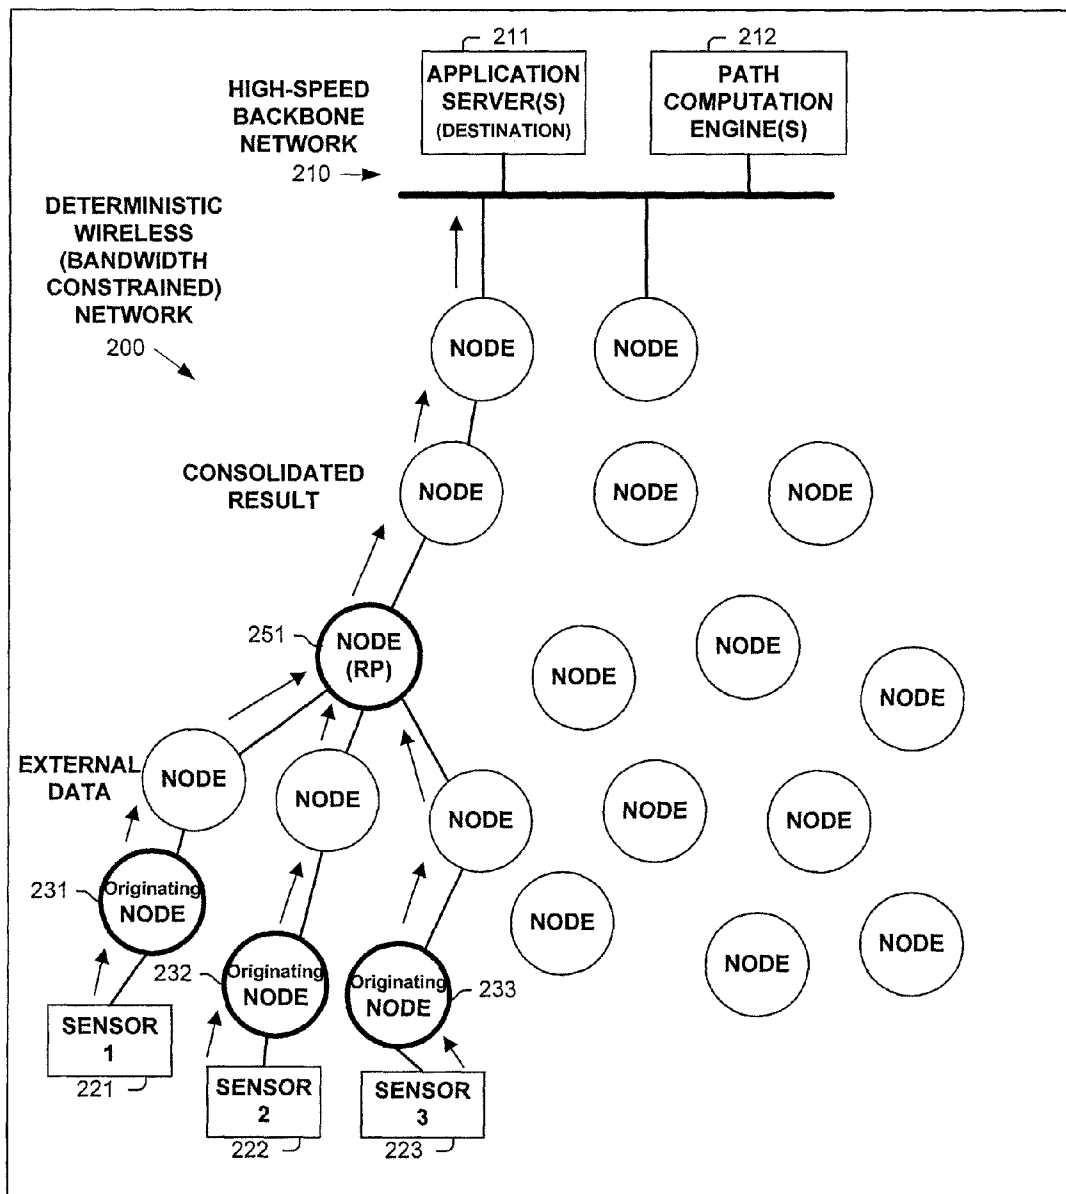 211
212
APPLICATION
SERVER(S)
(DESTINATION)
PATH
COMPUTATION
ENGINE(S)
HIGH-SPEED
BACKBONE
NETWORK
210
DETERMINISTIC
WIRELESS
(BANDWIDTH
CONSTRAINED)
NETWORK
200
NODE
NODE
CONSOLIDATED
RESULT
NODE
NODE
NODE
251
NODE
(RP)
NODE
NODE
NODE
EXTERNAL
DATA
NODE
NODE
NODE
NODE
NODE
231
Originating
NODE
NODE
NODE
NODE
232
Originating
NODE
Originating
NODE
233
SENSOR
1
221
SENSOR
2
222
SENSOR
3
223